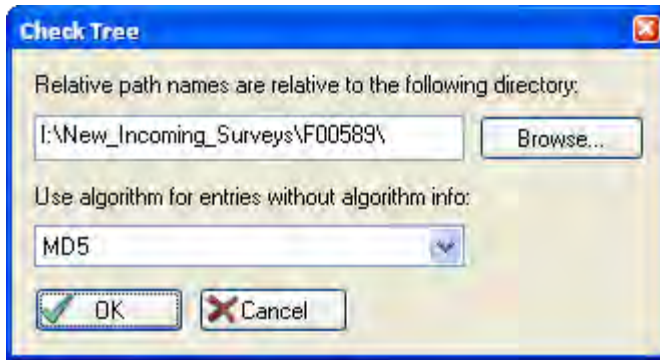 Check Tree
Relative path names are relative to the following directory:
I:\New_Incoming_Surveys\F00589\
Browse...
Use algorithm for entries without algorithm info:
MD5
OK
Cancel